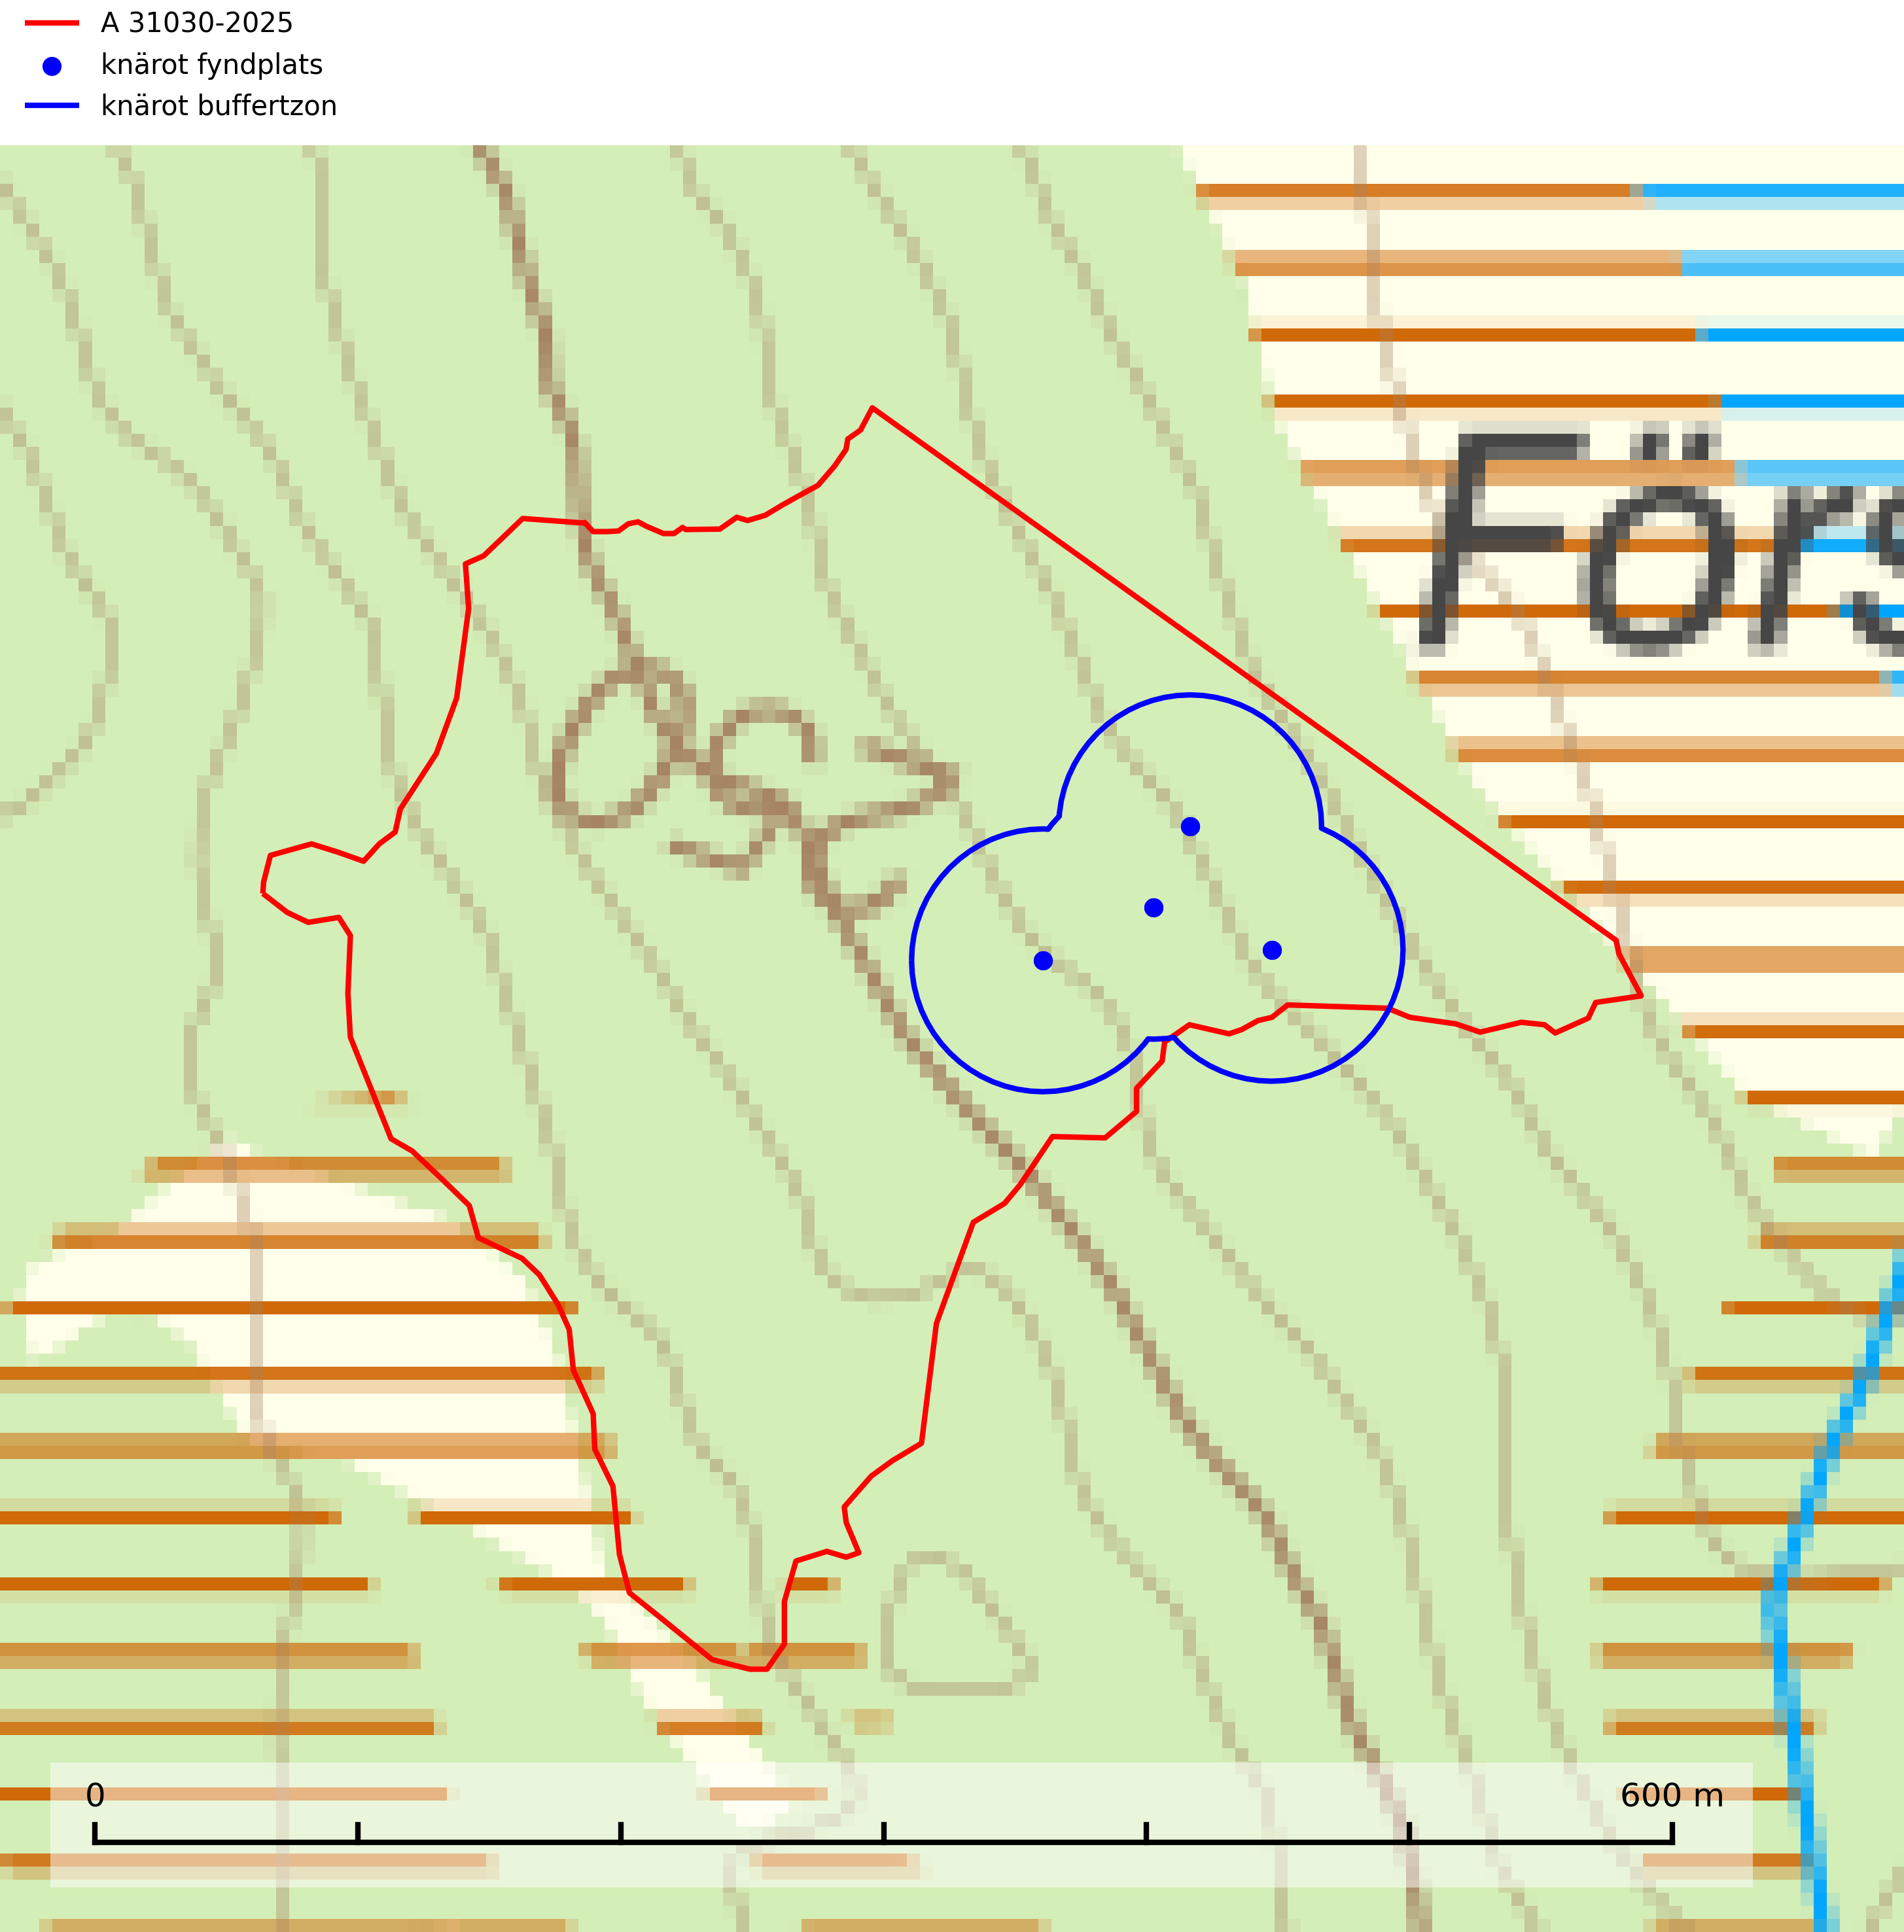 A 31030-2025
knärot fyndplats
knärot buffertzon
Förs
0 600 m